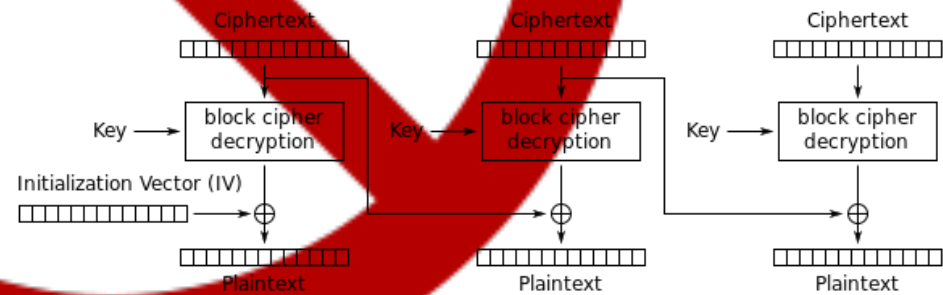 Ciphertext
Ciphertext
Ciphertext
Key
block cipher
decryption
Key
block cipher
decryption
Key
block cipher
decryption
Initialization Vector (IV)
Plaintext
Plaintext
Plaintext